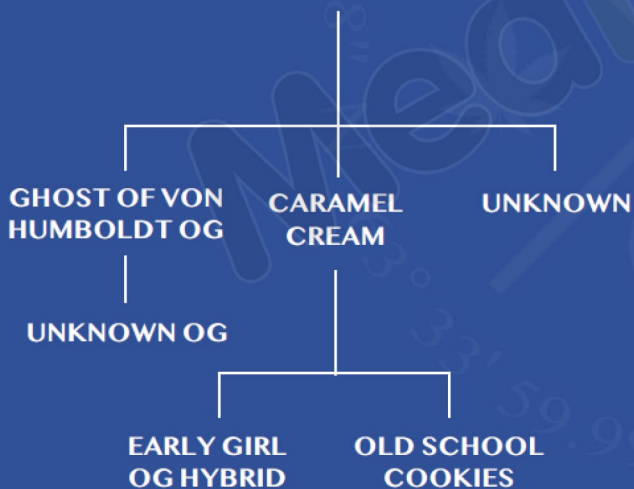 GHOST OF VON
HUMBOLDT OG
CARAMEL
CREAM
UNKNOWN
UNKNOWN OG
EARLY GIRL
OG HYBRID
OLD SCHOOL
COOKIES